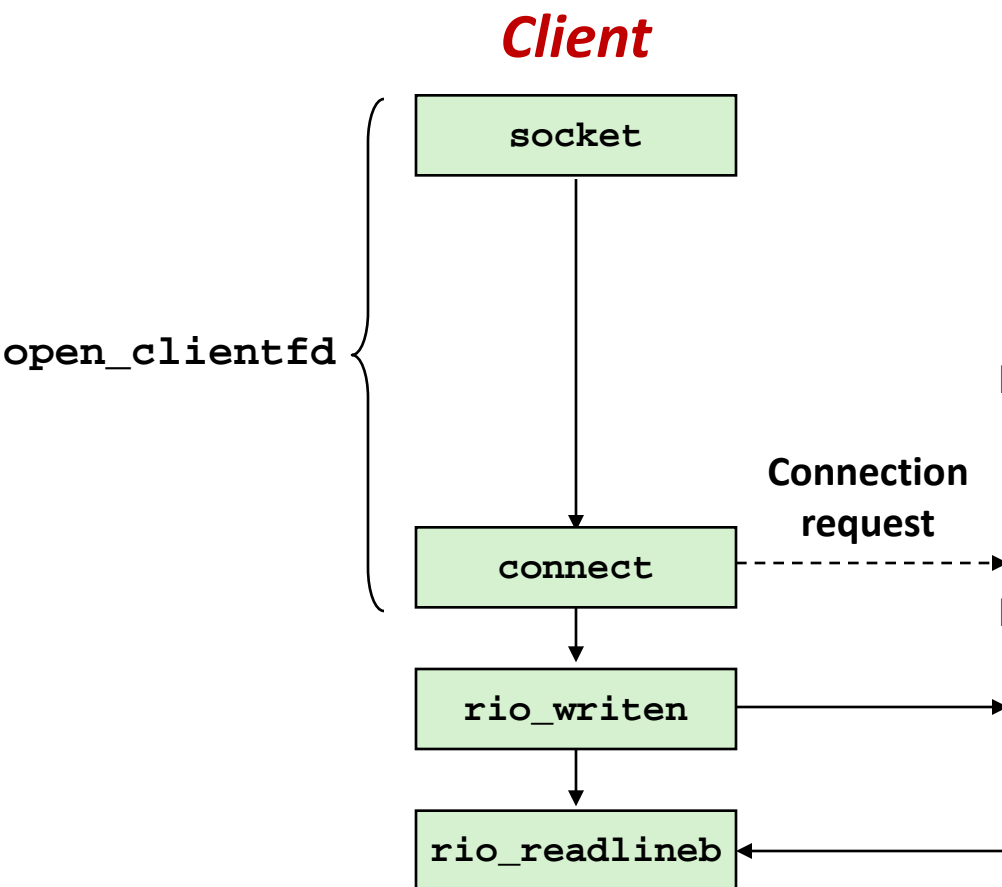 Client
socket
open_clientfd
Connection
request
connect
rio_writen
rio_readlineb